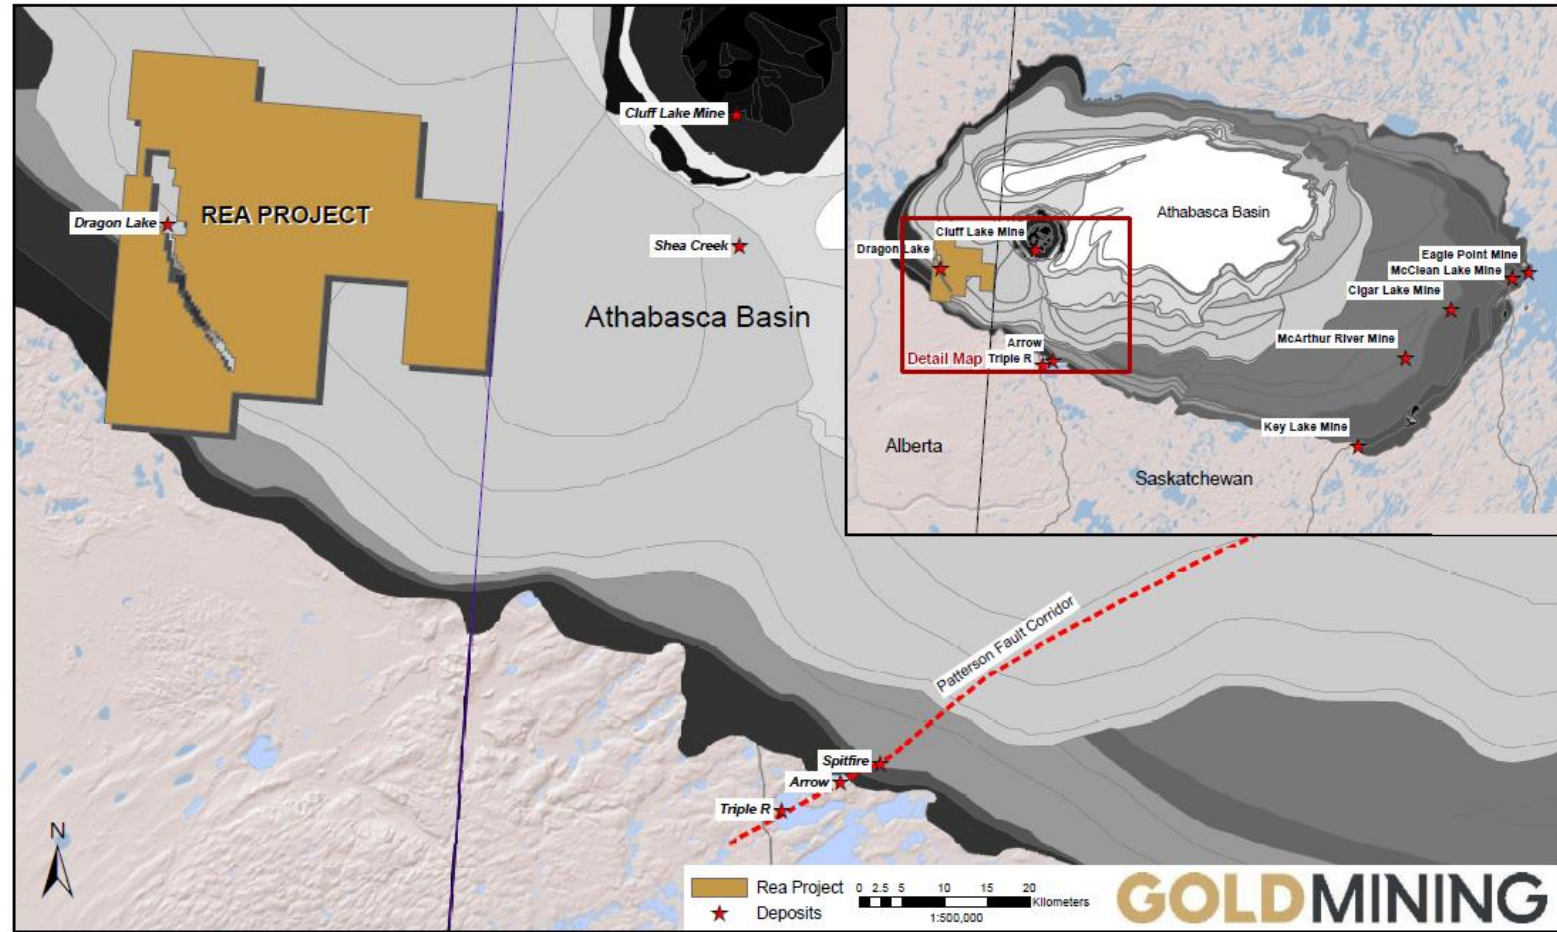 Cluff Lake Mine
Dragon Lake
REA PROJECT
Shea Creek
Athabasca Basin
Patterson Fault Corridor
Spitfire
Arrow
Triple R
N
Athabasca Basin
Cluff Lake Mine
Dragon Lake
Eagle Point Mine
McClean Lake Mine
Cigar Lake Mine
McArthur River Mine
Arrow
Detail Map
Triple R
Key Lake Mine
Alberta
Saskatchewan
Rea Project
Deposits
0 2.5 5 10 15 20
Kilometers
1:500,000
GOLDMINING